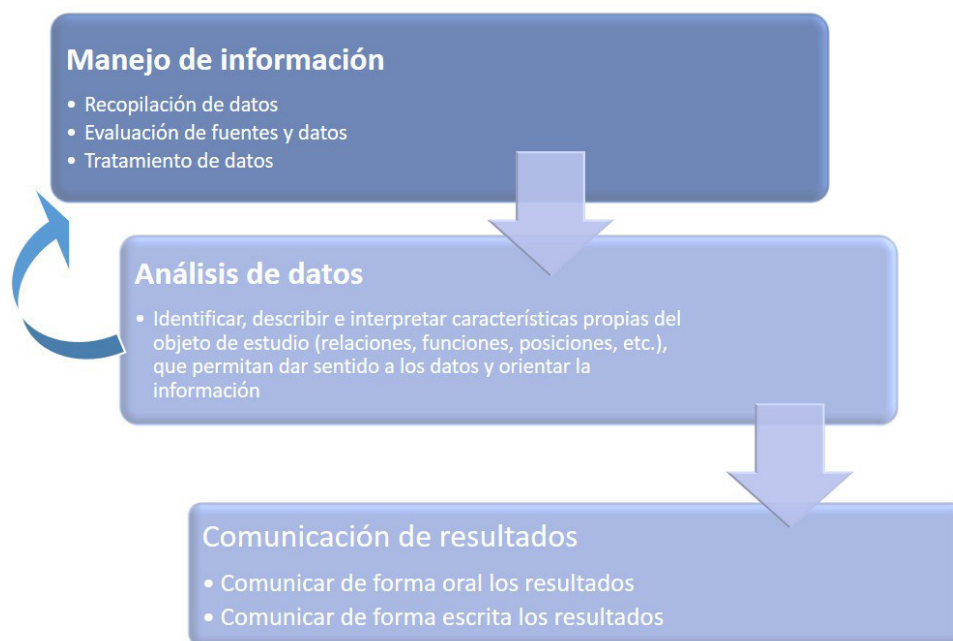 Manejo de información
• Recopilación de datos
• Evaluación de fuentes y datos
• Tratamiento de datos
Análisis de datos
• Identificar, describir e interpretar características propias del
objeto de estudio (relaciones, funciones, posiciones, etc.),
que permitan dar sentido a los datos y orientar la
información
Comunicación de resultados
• Comunicar de forma oral los resultados
• Comunicar de forma escrita los resultados